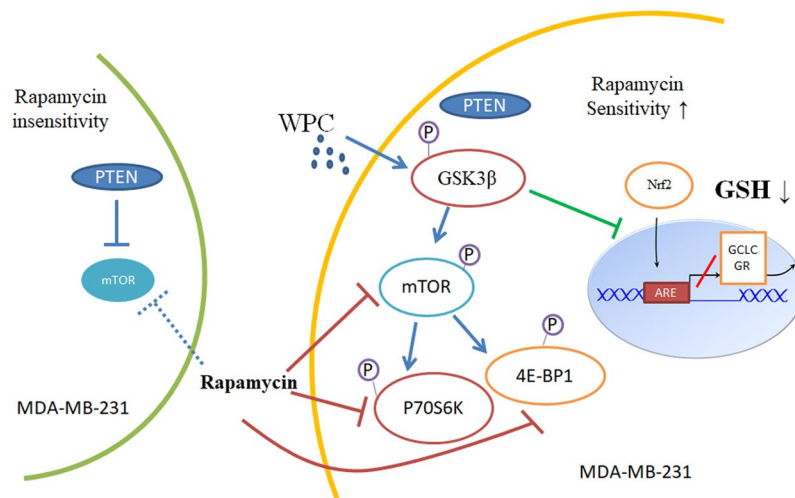 Rapamycin
insensitivity
PTEN
mTOR
MDA-MB-231
Rapamycin
WPC
PTEN
P
GSK3β
mTOR
P
P
P70S6K
P
4E-BP1
Rapamycin
Sensitivity ↑
Nrf2
GSH ↓
GCLC
GR
ARE
MDA-MB-231